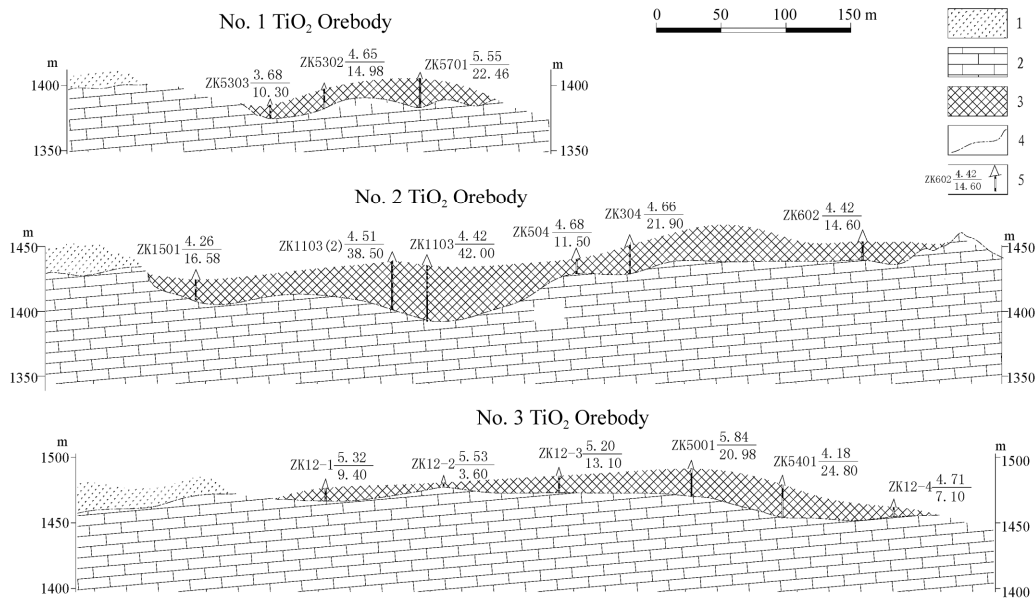 No. 1 TiO₂ Orebody
0 50 100 150 m
1
2
3
4
ZK602 4.42 14.60 5
m m
1400 1400
1350 1350
ZK5303 3.68 10.30
ZK5302 4.65 14.98
ZK5701 5.55 22.46
No. 2 TiO₂ Orebody
m m
1450 1450
1400 1400
1350 1350
ZK1501 4.26 16.58
ZK1103(2) 4.51 38.50
ZK1103 4.42 42.00
ZK504 4.68 11.50
ZK304 4.66 21.90
ZK602 4.42 14.60
No. 3 TiO₂ Orebody
m m
1500 1500
1450 1450
1400 1400
ZK12-1 5.32 9.40
ZK12-2 5.53 3.60
ZK12-3 5.20 13.10
ZK5001 5.84 20.98
ZK5401 4.18 24.80
ZK12-4 4.71 7.10